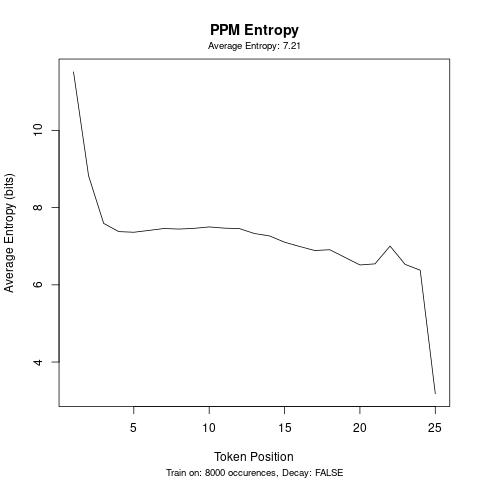 PPM Entropy
Average Entropy: 7.21
Average Entropy (bits)
10
8
6
4
5 10 15 20 25
Token Position
Train on: 8000 occurences, Decay: FALSE